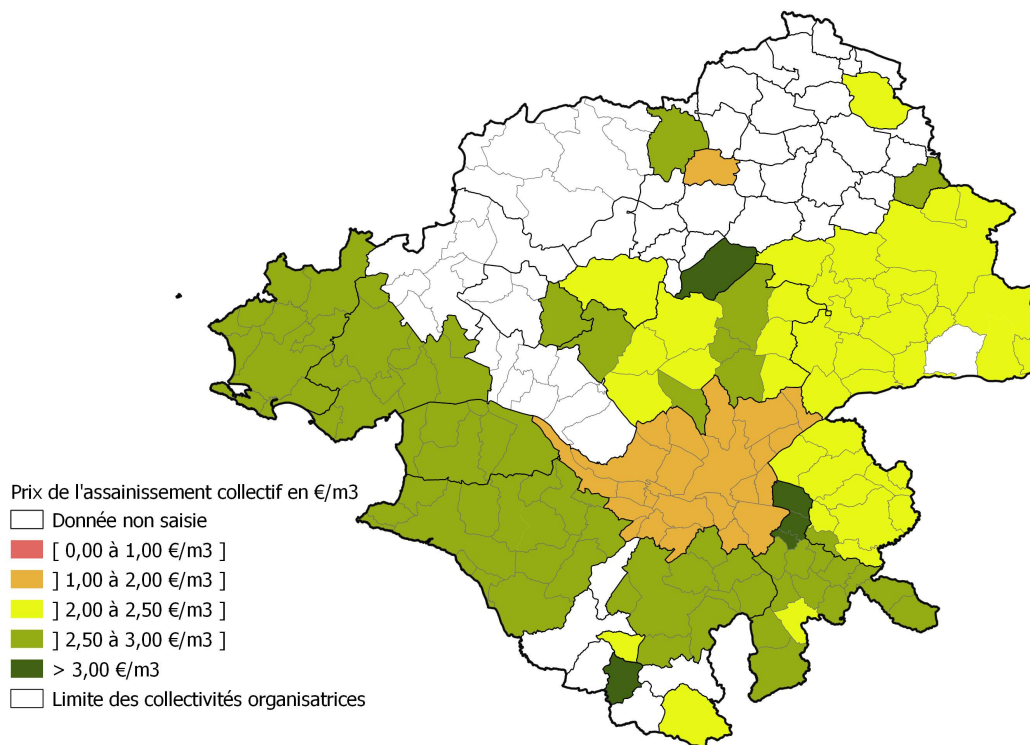 Prix de l'assainissement collectif en €/m3
Donnée non saisie
[ 0,00 à 1,00 €/m3 ]
] 1,00 à 2,00 €/m3 ]
] 2,00 à 2,50 €/m3 ]
] 2,50 à 3,00 €/m3 ]
> 3,00 €/m3
Limite des collectivités organisatrices